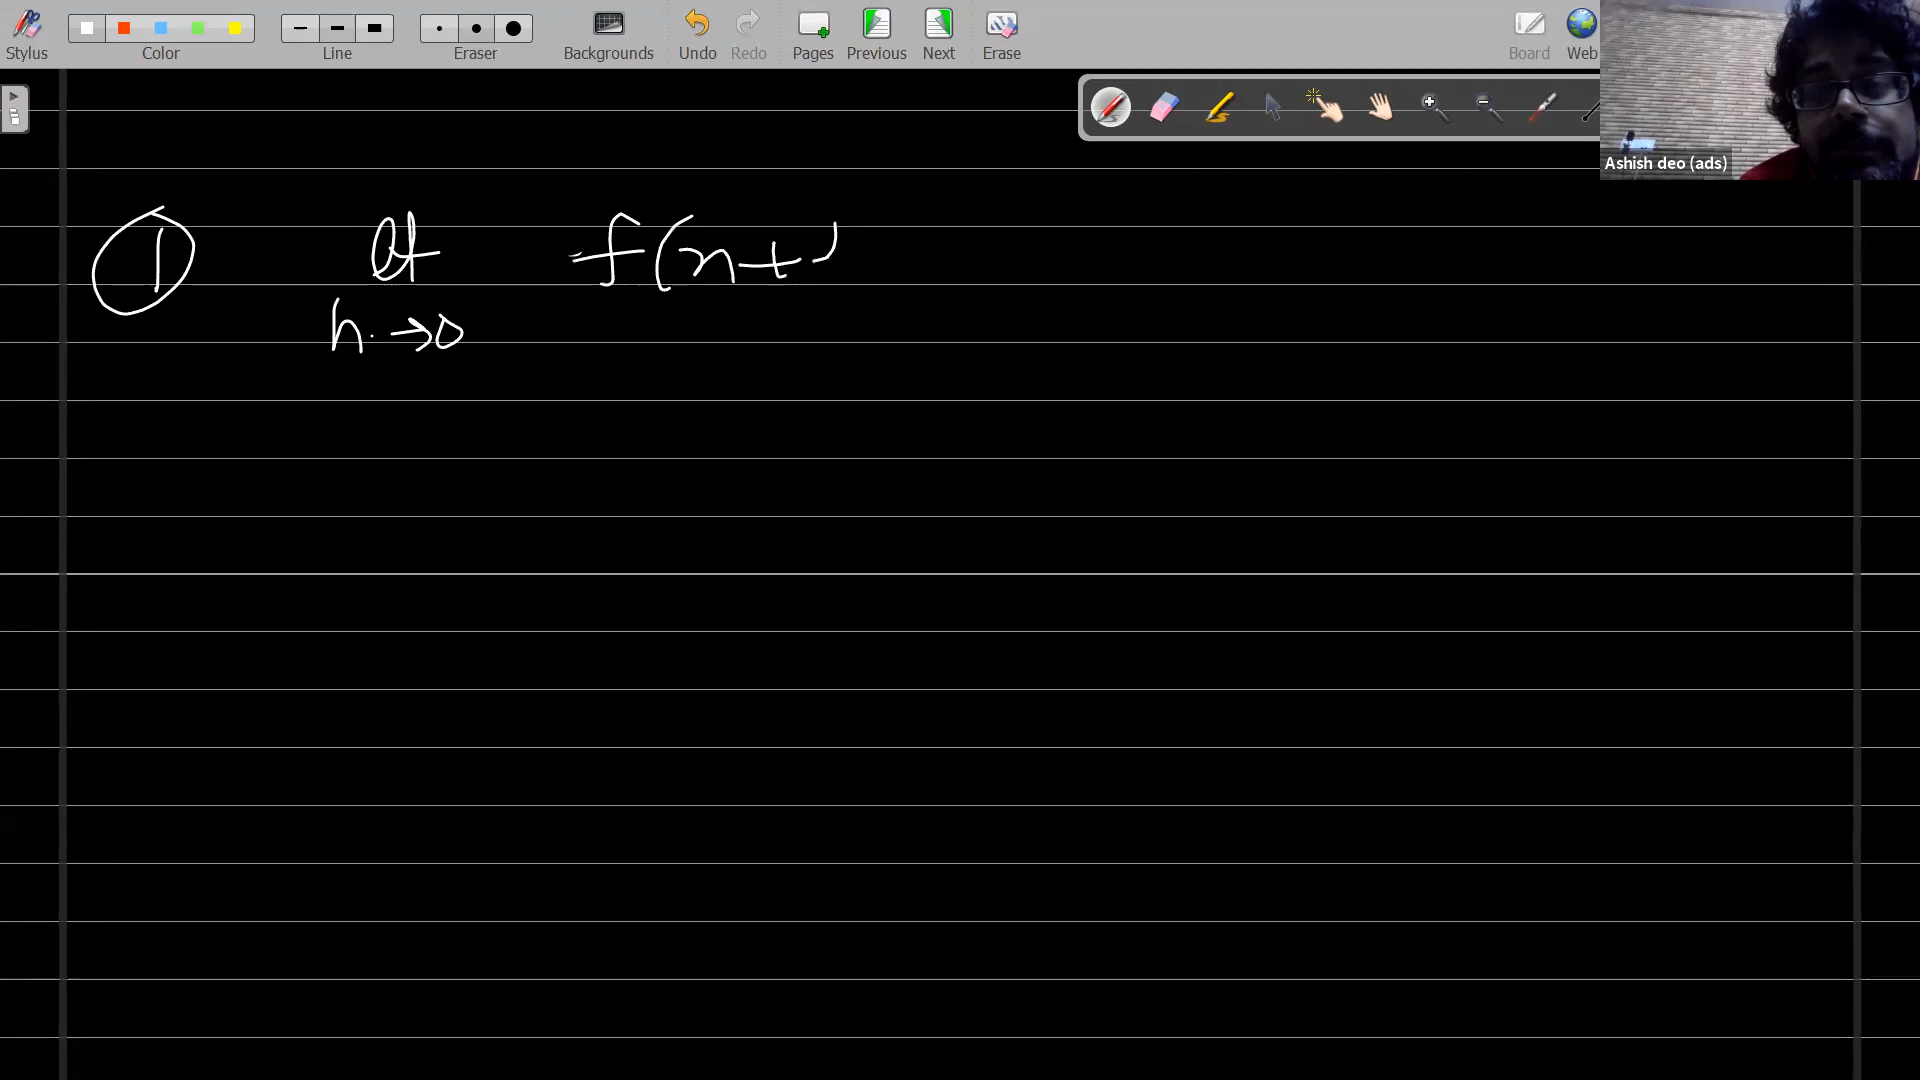 Stylus Color Line Eraser Backgrounds Undo Redo Pages Previous Next Erase Board Web
Ashish deo (ads)
① lt f(x+
h → 0